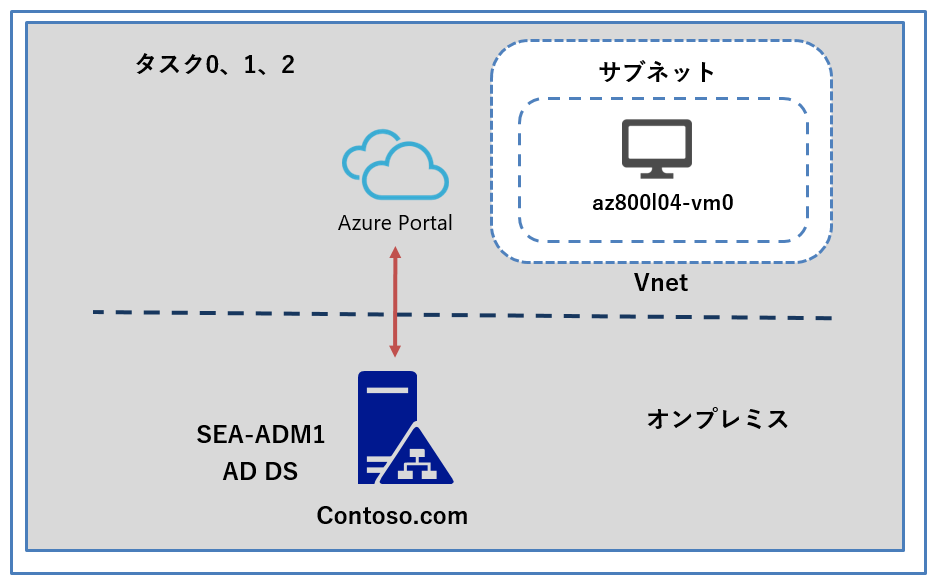 タスク0、1、2
サブネット
az800l04-vm0
Azure Portal
Vnet
オンプレミス
SEA-ADM1
AD DS
Contoso.com